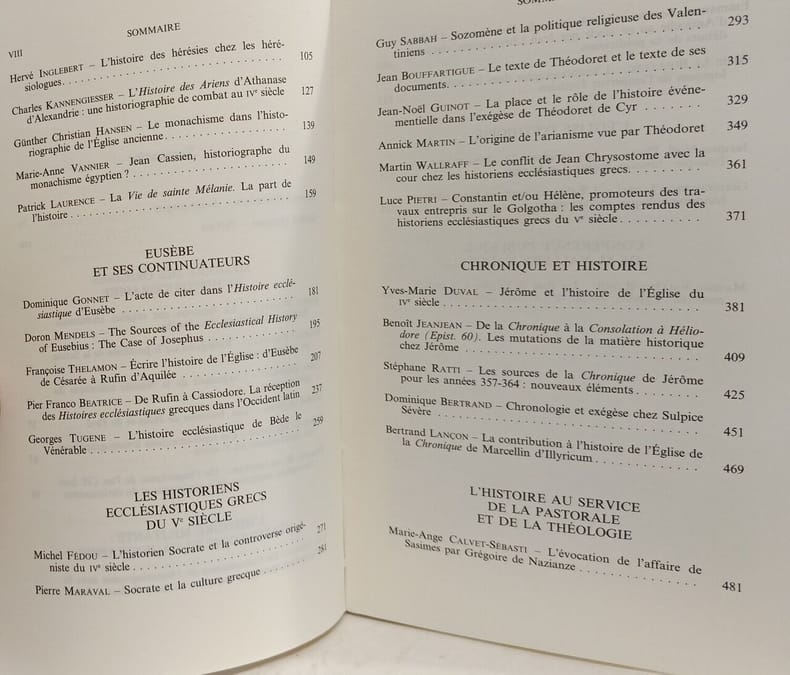 VIII
SOMMAIRE
Hervé INGLEBERT – L'histoire des hérésies chez les héré-
siologues. . . . . . . . . . . . . . . . . . . . . . . . . . . . . 105
Charles KANNENGIESSER – L'Histoire des Ariens d'Athanase
d'Alexandrie : une historiographie de combat au IVe siècle 127
Günther Christian HANSEN – Le monachisme dans l'histo-
riographie de l'Église ancienne. . . . . . . . . . . . . . . 139
Marie-Anne VANNIER – Jean Cassien, historiographe du
monachisme égyptien ? . . . . . . . . . . . . . . . . . . . . 149
Patrick LAURENCE – La Vie de sainte Mélanie. La part de
l'histoire . . . . . . . . . . . . . . . . . . . . . . . . . . . . . 159
EUSÈBE
ET SES CONTINUATEURS
Dominique GONNET – L'acte de citer dans l'Histoire ecclé-
siastique d'Eusèbe . . . . . . . . . . . . . . . . . . . . . . . 181
Doron MENDELS – The Sources of the Ecclesiastical History
of Eusebius : The Case of Josephus . . . . . . . . . . . . 195
Françoise THELAMON – Écrire l'histoire de l'Église : d'Eusèbe
de Césarée à Rufin d'Aquilée . . . . . . . . . . . . . . . . 207
Pier Franco BEATRICE – De Rufin à Cassiodore. La réception
des Histoires ecclésiastiques grecques dans l'Occident latin 237
Georges TUGENE – L'histoire ecclésiastique de Bède le
Vénérable . . . . . . . . . . . . . . . . . . . . . . . . . . . . 259
LES HISTORIENS
ECCLÉSIASTIQUES GRECS
DU Ve SIÈCLE
Michel FÉDOU – L'historien Socrate et la controverse origé-
niste du IVe siècle . . . . . . . . . . . . . . . . . . . . . . . 271
Pierre MARAVAL – Socrate et la culture grecque . . . . . . . 281
Guy SABBAH – Sozomène et la politique religieuse des Valen-
tiniens . . . . . . . . . . . . . . . . . . . . . . . . . . . . . . 293
Jean BOUFFARTIGUE – Le texte de Théodoret et le texte de ses
documents. . . . . . . . . . . . . . . . . . . . . . . . . . . . 315
Jean-Noël GUINOT – La place et le rôle de l'histoire événe-
mentielle dans l'exégèse de Théodoret de Cyr . . . . . . . 329
Annick MARTIN – L'origine de l'arianisme vue par Théodoret 349
Martin WALLRAFF – Le conflit de Jean Chrysostome avec la
cour chez les historiens ecclésiastiques grecs. . . . . . . . 361
Luce PIETRI – Constantin et/ou Hélène, promoteurs des tra-
vaux entrepris sur le Golgotha : les comptes rendus des
historiens ecclésiastiques grecs du Ve siècle . . . . . . . . . 371
CHRONIQUE ET HISTOIRE
Yves-Marie DUVAL – Jérôme et l'histoire de l'Église du
IVe siècle . . . . . . . . . . . . . . . . . . . . . . . . . . . . . 381
Benoît JEANJEAN – De la Chronique à la Consolation à Hélio-
dore (Epist. 60). Les mutations de la matière historique
chez Jérôme . . . . . . . . . . . . . . . . . . . . . . . . . . . 409
Stéphane RATTI – Les sources de la Chronique de Jérôme
pour les années 357-364 : nouveaux éléments . . . . . . . 425
Dominique BERTRAND – Chronologie et exégèse chez Sulpice
Sévère . . . . . . . . . . . . . . . . . . . . . . . . . . . . . . 451
Bertrand LANÇON – La contribution à l'histoire de l'Église de
la Chronique de Marcellin d'Illyricum . . . . . . . . . . . . 469
L'HISTOIRE AU SERVICE
DE LA PASTORALE
ET DE LA THÉOLOGIE
Marie-Ange CALVET-SÉBASTI – L'évocation de l'affaire de
Sasimes par Grégoire de Nazianze . . . . . . . . . . . . . . 481